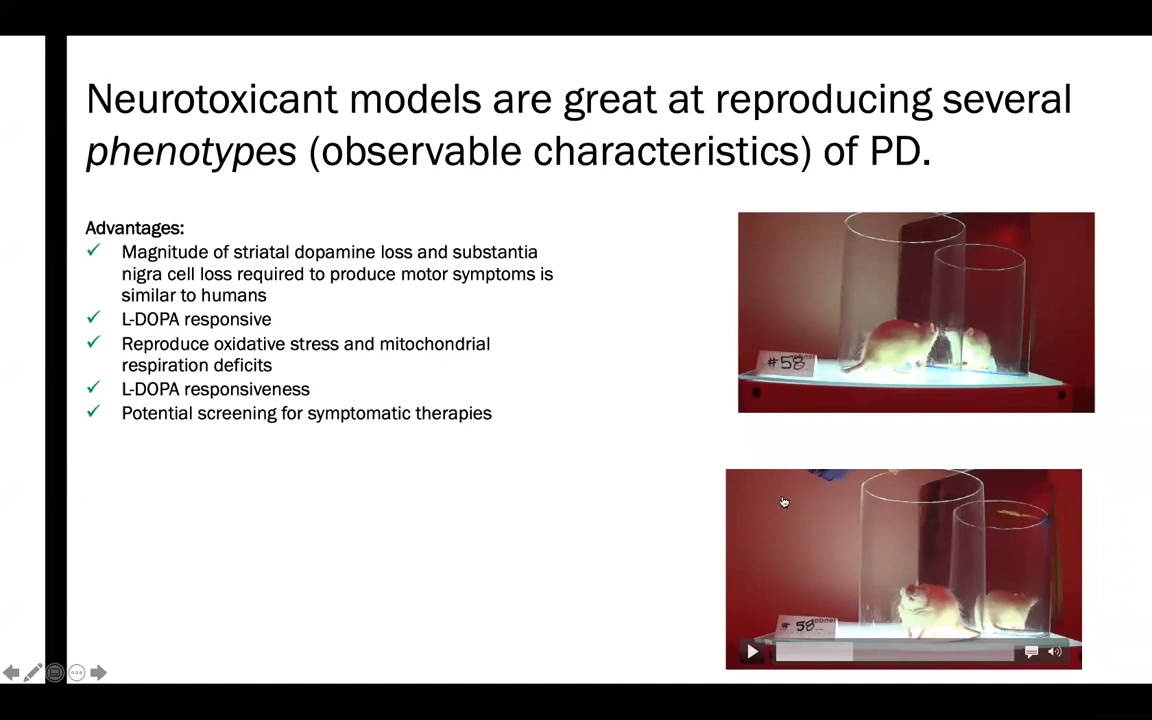 Neurotoxicant models are great at reproducing several
phenotypes (observable characteristics) of PD.
Advantages:
✓ Magnitude of striatal dopamine loss and substantia
nigra cell loss required to produce motor symptoms is
similar to humans
✓ L-DOPA responsive
✓ Reproduce oxidative stress and mitochondrial
respiration deficits
✓ L-DOPA responsiveness
✓ Potential screening for symptomatic therapies
#58
58